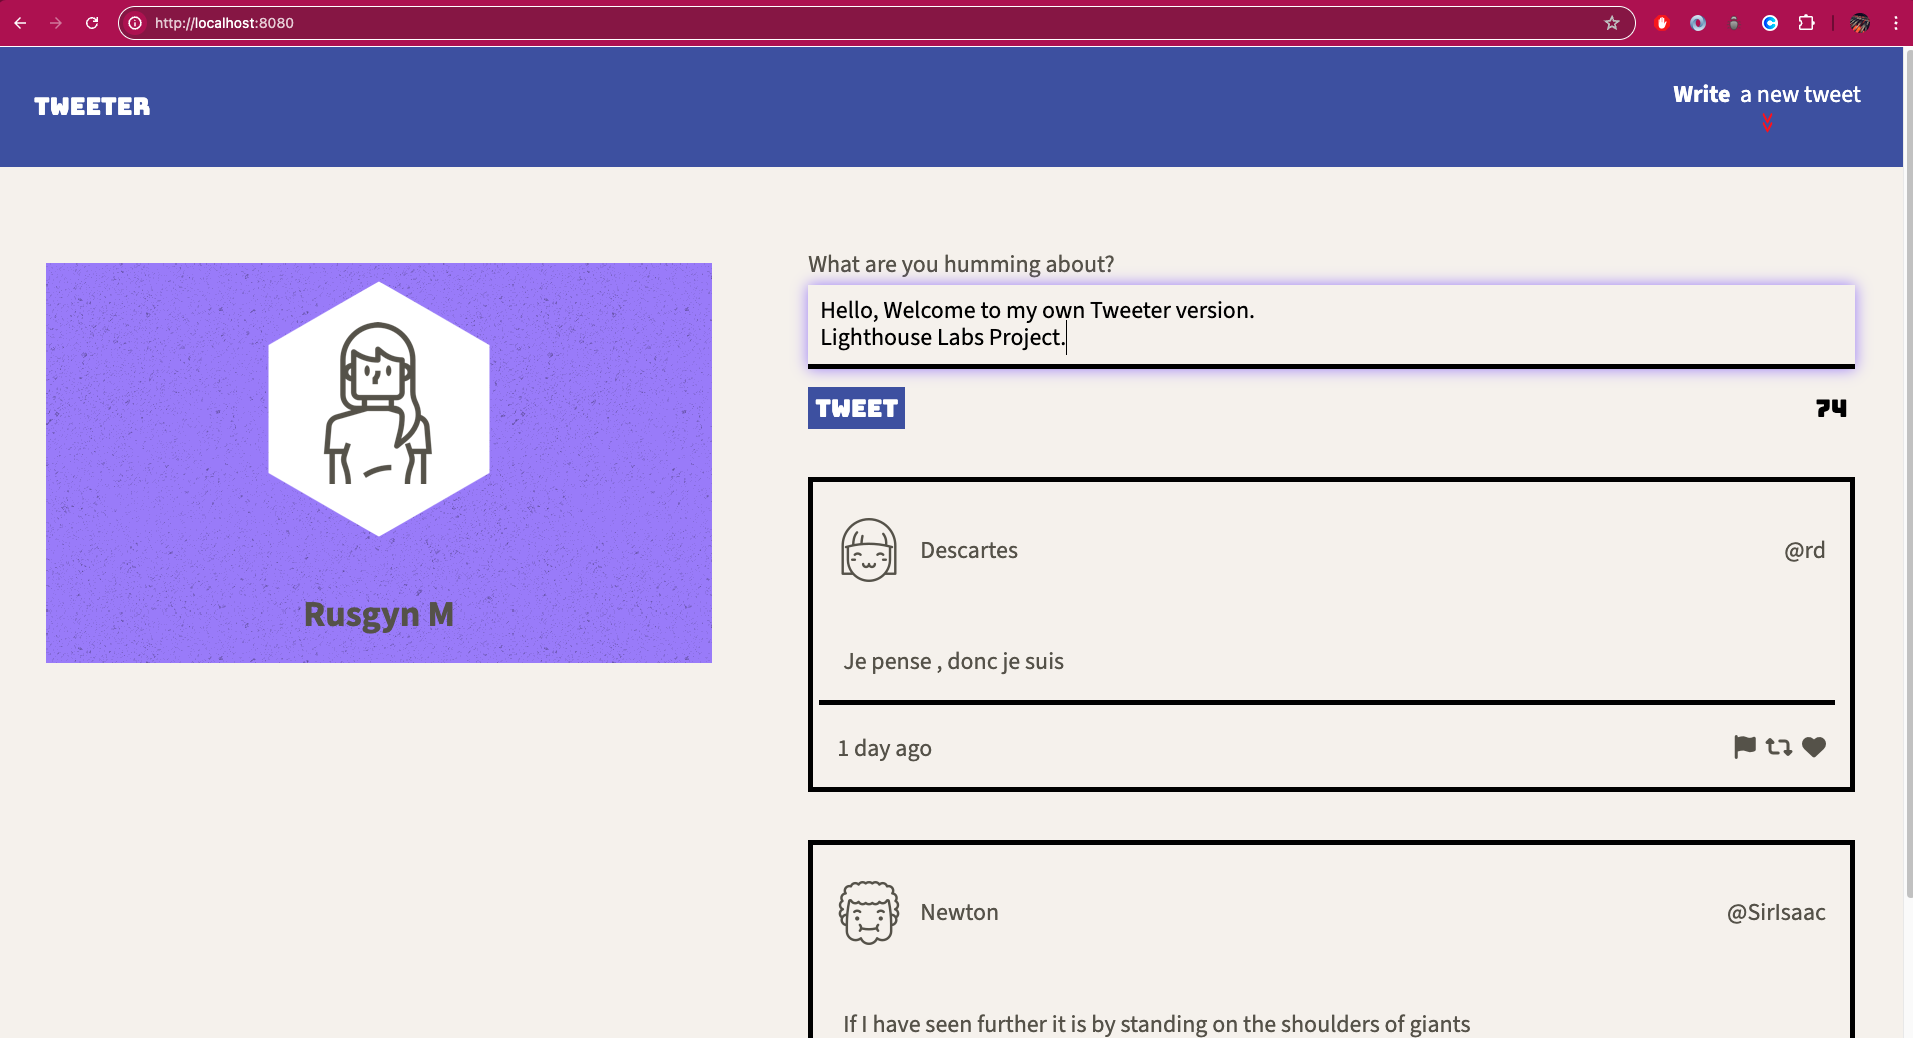 http://localhost:8080
TWEETER
Write a new tweet
Rusgyn M
What are you humming about?
Hello, Welcome to my own Tweeter version.
Lighthouse Labs Project.
TWEET
74
Descartes
@rd
Je pense , donc je suis
1 day ago
Newton
@SirIsaac
If I have seen further it is by standing on the shoulders of giants